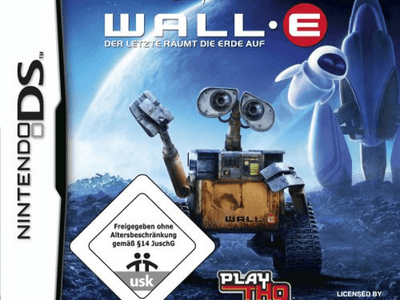 WALL•E
DER LETZTE RÄUMT DIE ERDE AUF
NINTENDO DS
WALL•E
Freigegeben ohne
Altersbeschränkung
gemäß §14 JuschG
usk
PLAY
THQ
LICENSED BY